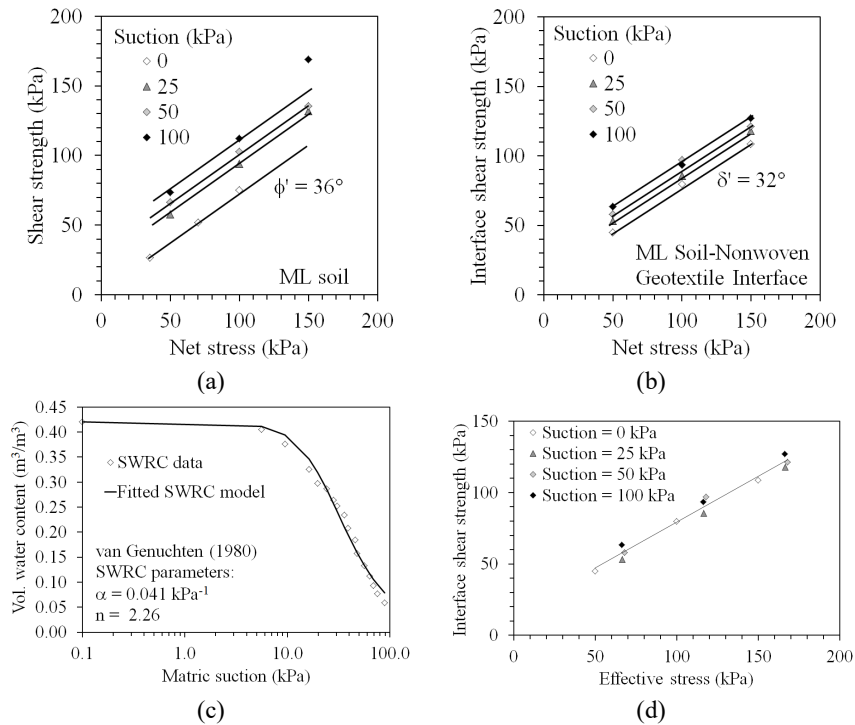 200
150
100
50
0
Shear strength (kPa)
Suction (kPa)
0
25
50
100
ϕ' = 36°
ML soil
0 50 100 150 200
Net stress (kPa)
(a)
200
150
100
50
0
Interface shear strength (kPa)
Suction (kPa)
0
25
50
100
δ' = 32°
ML Soil-Nonwoven
Geotextile Interface
0 50 100 150 200
Net stress (kPa)
(b)
0.45
0.40
0.35
0.30
0.25
0.20
0.15
0.10
0.05
0.00
Vol. water content (m³/m³)
SWRC data
Fitted SWRC model
van Genuchten (1980)
SWRC parameters:
α = 0.041 kPa⁻¹
n = 2.26
0.1 1.0 10.0 100.0
Matric suction (kPa)
(c)
150
100
50
0
Interface shear strength (kPa)
Suction = 0 kPa
Suction = 25 kPa
Suction = 50 kPa
Suction = 100 kPa
0 50 100 150 200
Effective stress (kPa)
(d)